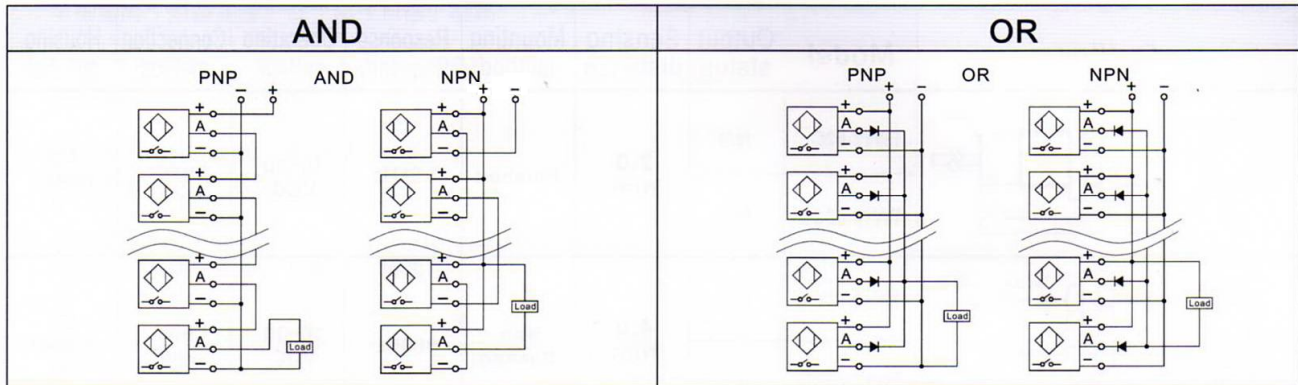 AND
PNP AND NPN
− +
+ −
+
A
−
+
A
−
+
A
−
+
A
−
Load
+
A
−
+
A
−
+
A
−
+
A
−
Load
OR
PNP OR NPN
+ −
+ −
+
A
−
+
A
−
+
A
−
+
A
−
Load
+
A
−
+
A
−
+
A
−
+
A
−
Load